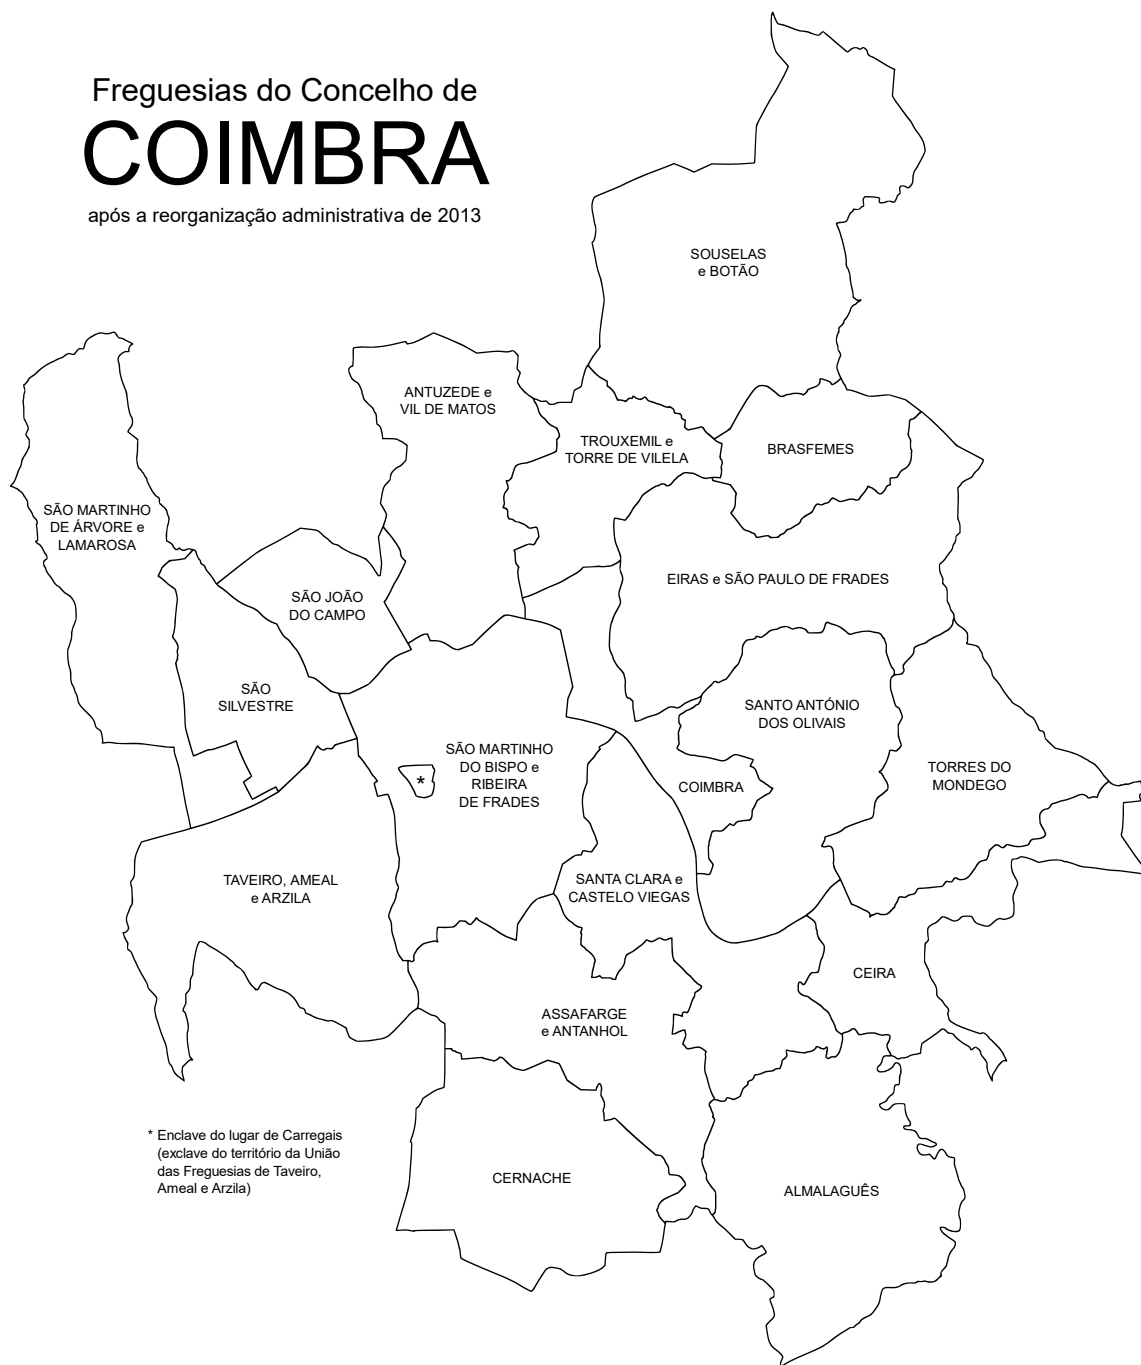 Freguesias do Concelho de
COIMBRA
após a reorganização administrativa de 2013
SOUSELAS
e BOTÃO
ANTUZEDE e
VIL DE MATOS
TROUXEMIL e
TORRE DE VILELA
BRASFEMES
SÃO MARTINHO
DE ÁRVORE e
LAMAROSA
EIRAS e SÃO PAULO DE FRADES
SÃO JOÃO
DO CAMPO
SÃO
SILVESTRE
SANTO ANTÓNIO
DOS OLIVAIS
SÃO MARTINHO
DO BISPO e
RIBEIRA
DE FRADES
*
COIMBRA
TORRES DO
MONDEGO
TAVEIRO, AMEAL
e ARZILA
SANTA CLARA e
CASTELO VIEGAS
CEIRA
ASSAFARGE
e ANTANHOL
* Enclave do lugar de Carregais
(exclave do território da União
das Freguesias de Taveiro,
Ameal e Arzila)
CERNACHE
ALMALAGUÊS